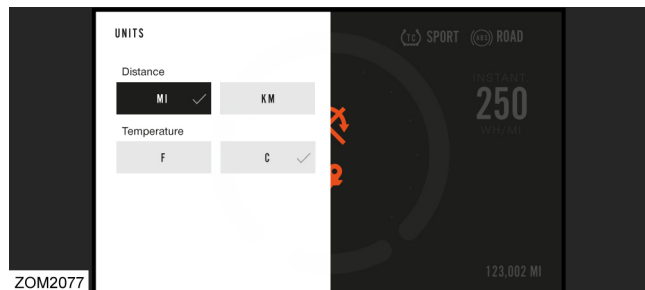 UNITS
Distance
MI KM
Temperature
F C
(TC) SPORT ((ABS)) ROAD
INSTANT.
250
WH/MI
123,002 MI
ZOM2077